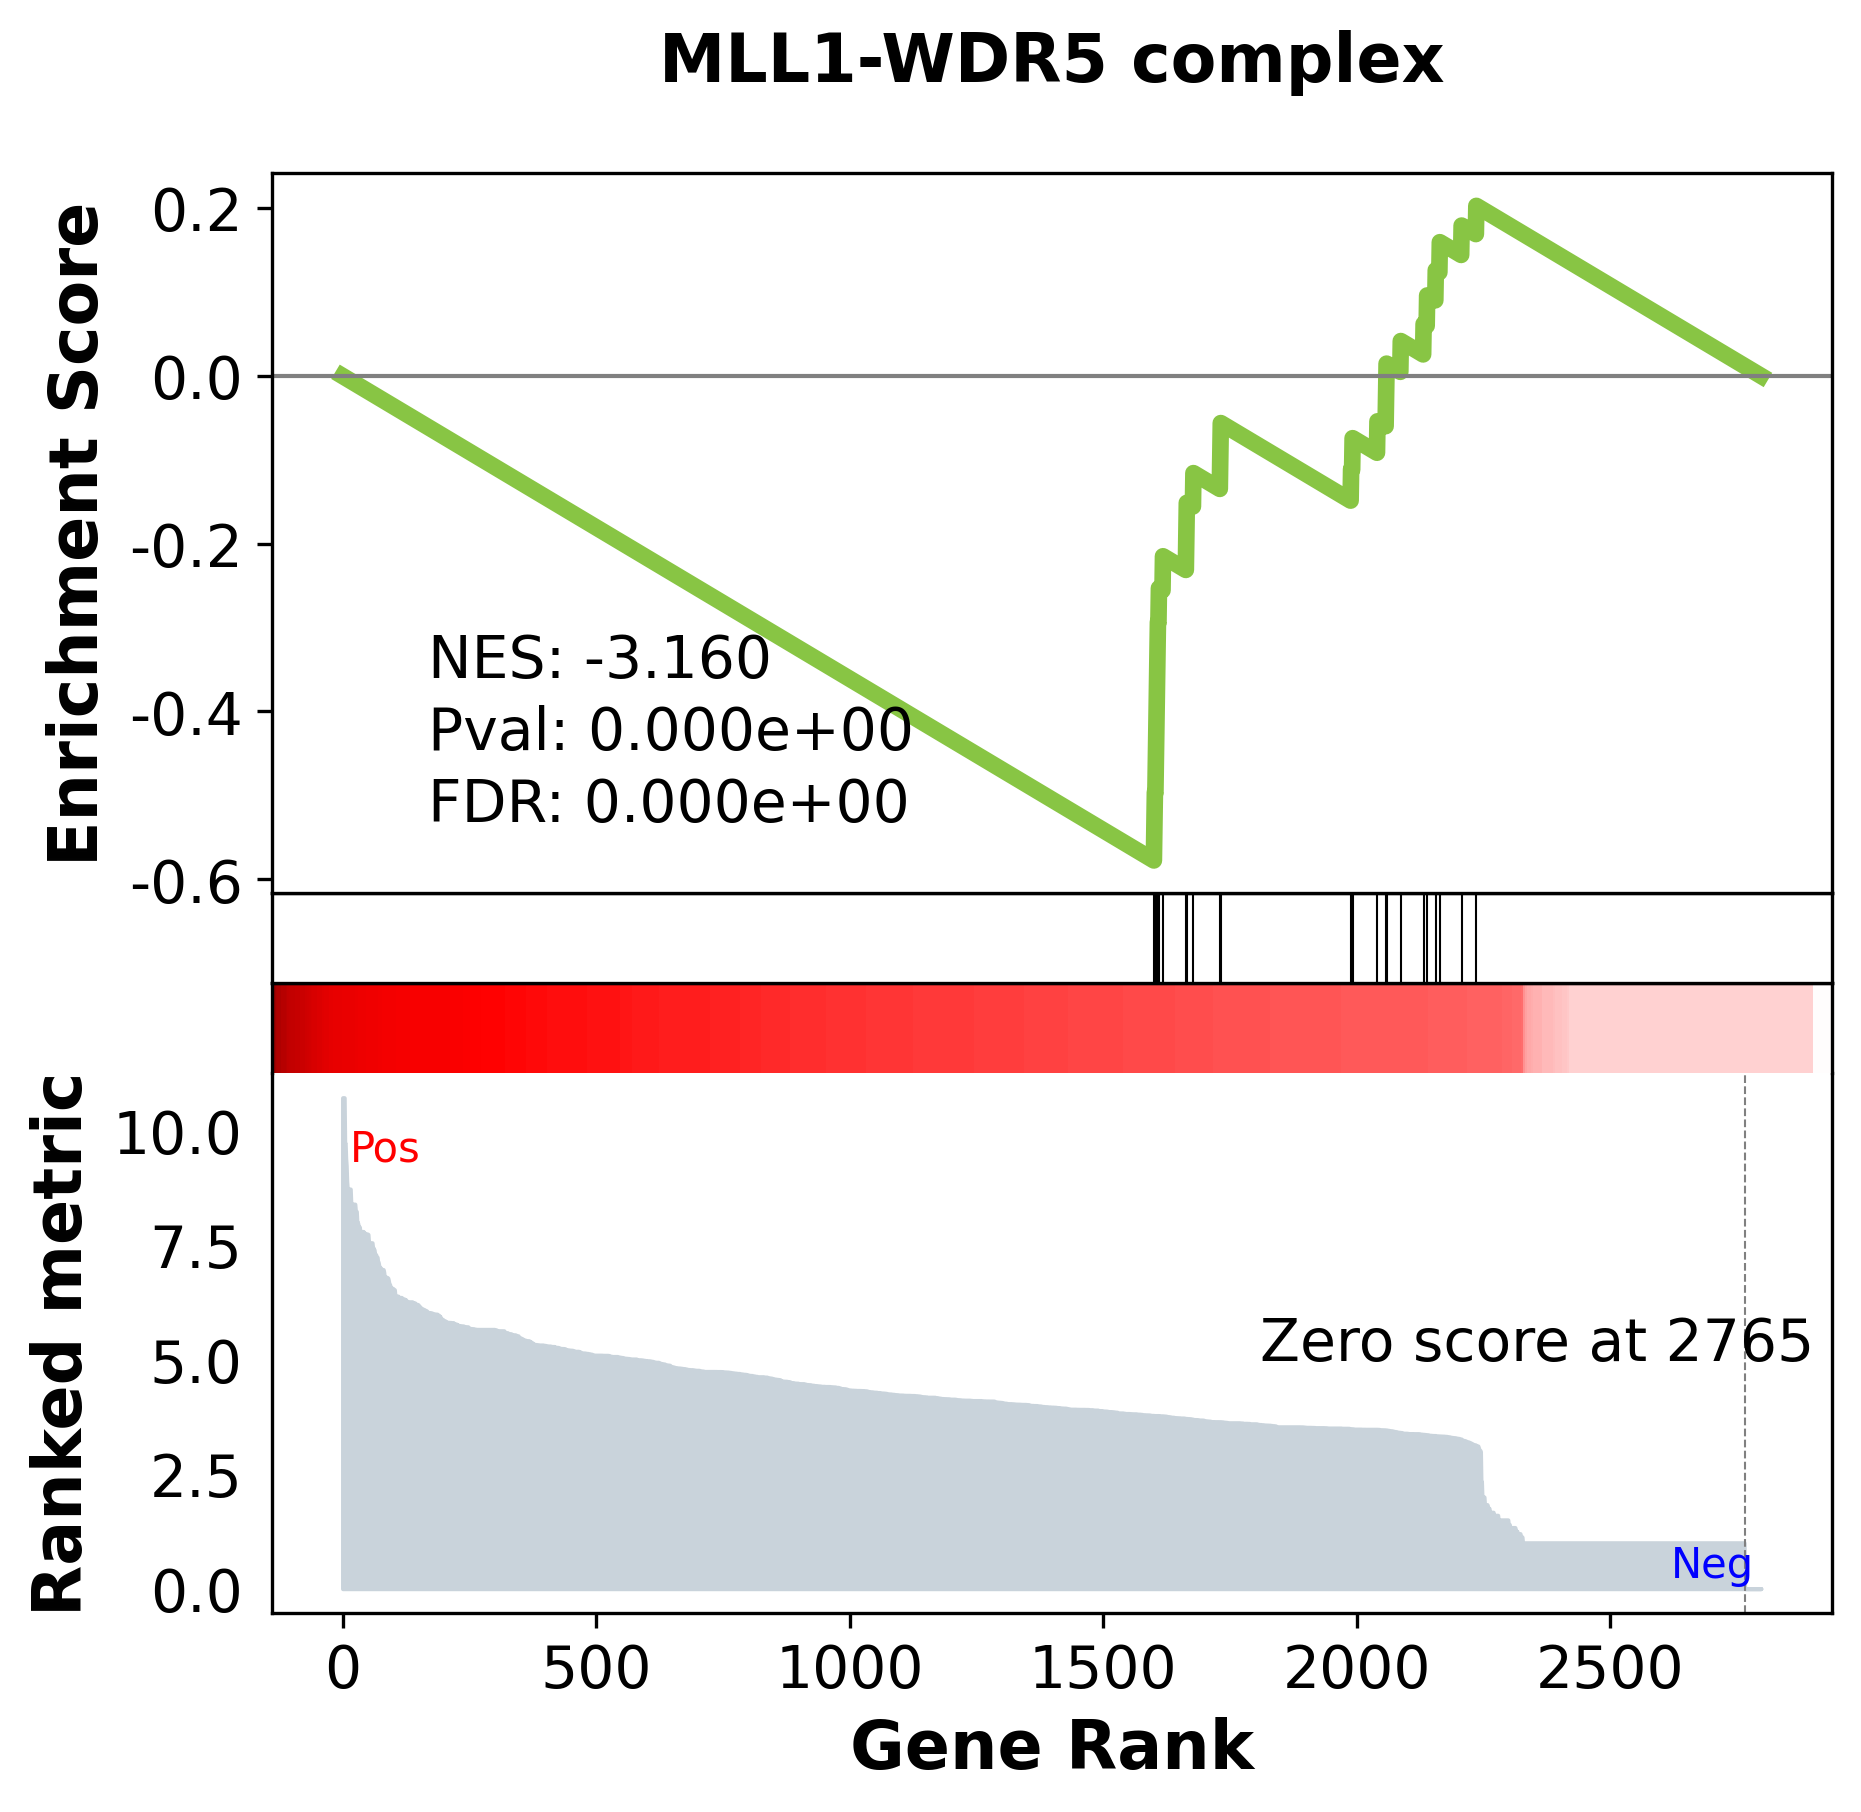 MLL1-WDR5 complex
Enrichment Score
0.2
0.0
-0.2
-0.4
-0.6
NES: -3.160
Pval: 0.000e+00
FDR: 0.000e+00
Ranked metric
10.0
7.5
5.0
2.5
0.0
Pos
Zero score at 2765
Neg
0 500 1000 1500 2000 2500
Gene Rank